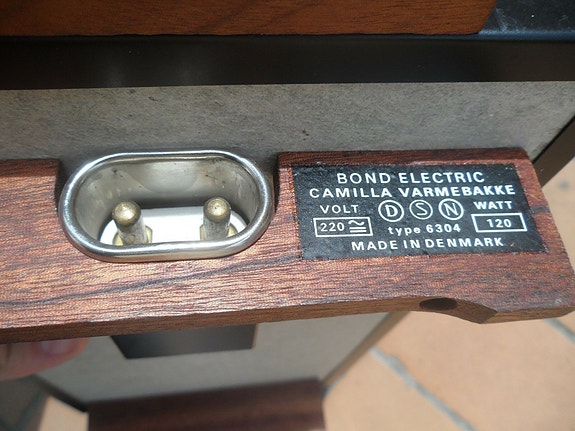 BOND ELECTRIC
CAMILLA VARMEBAKKE
VOLT D S N WATT
220 ≅ type 6304 120
MADE IN DENMARK